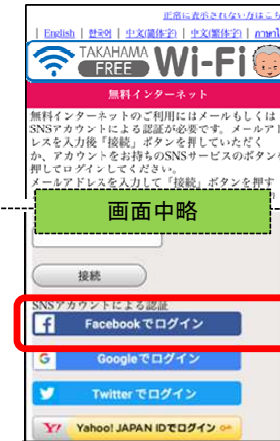 正常に表示されない方はこち
| English | 한국어 | 中文(簡体字) | 中文(繁体字) | ภาษาไ
TAKAHAMA
FREE Wi-Fi
無料インターネット
無料インターネットのご利用にはメールもしくは
SNSアカウントによる認証が必要です。メールアド
レスを入力後「接続」ボタンを押していただく
か、アカウントをお持ちのSNSサービスのボタンを
押してログインしてください。
メールアドレスを入力して「接続」ボタンを押す
画面中略
接続
SNSアカウントによる認証
f Facebookでログイン
G Googleでログイン
Twitterでログイン
Y! Yahoo! JAPAN IDでログイン